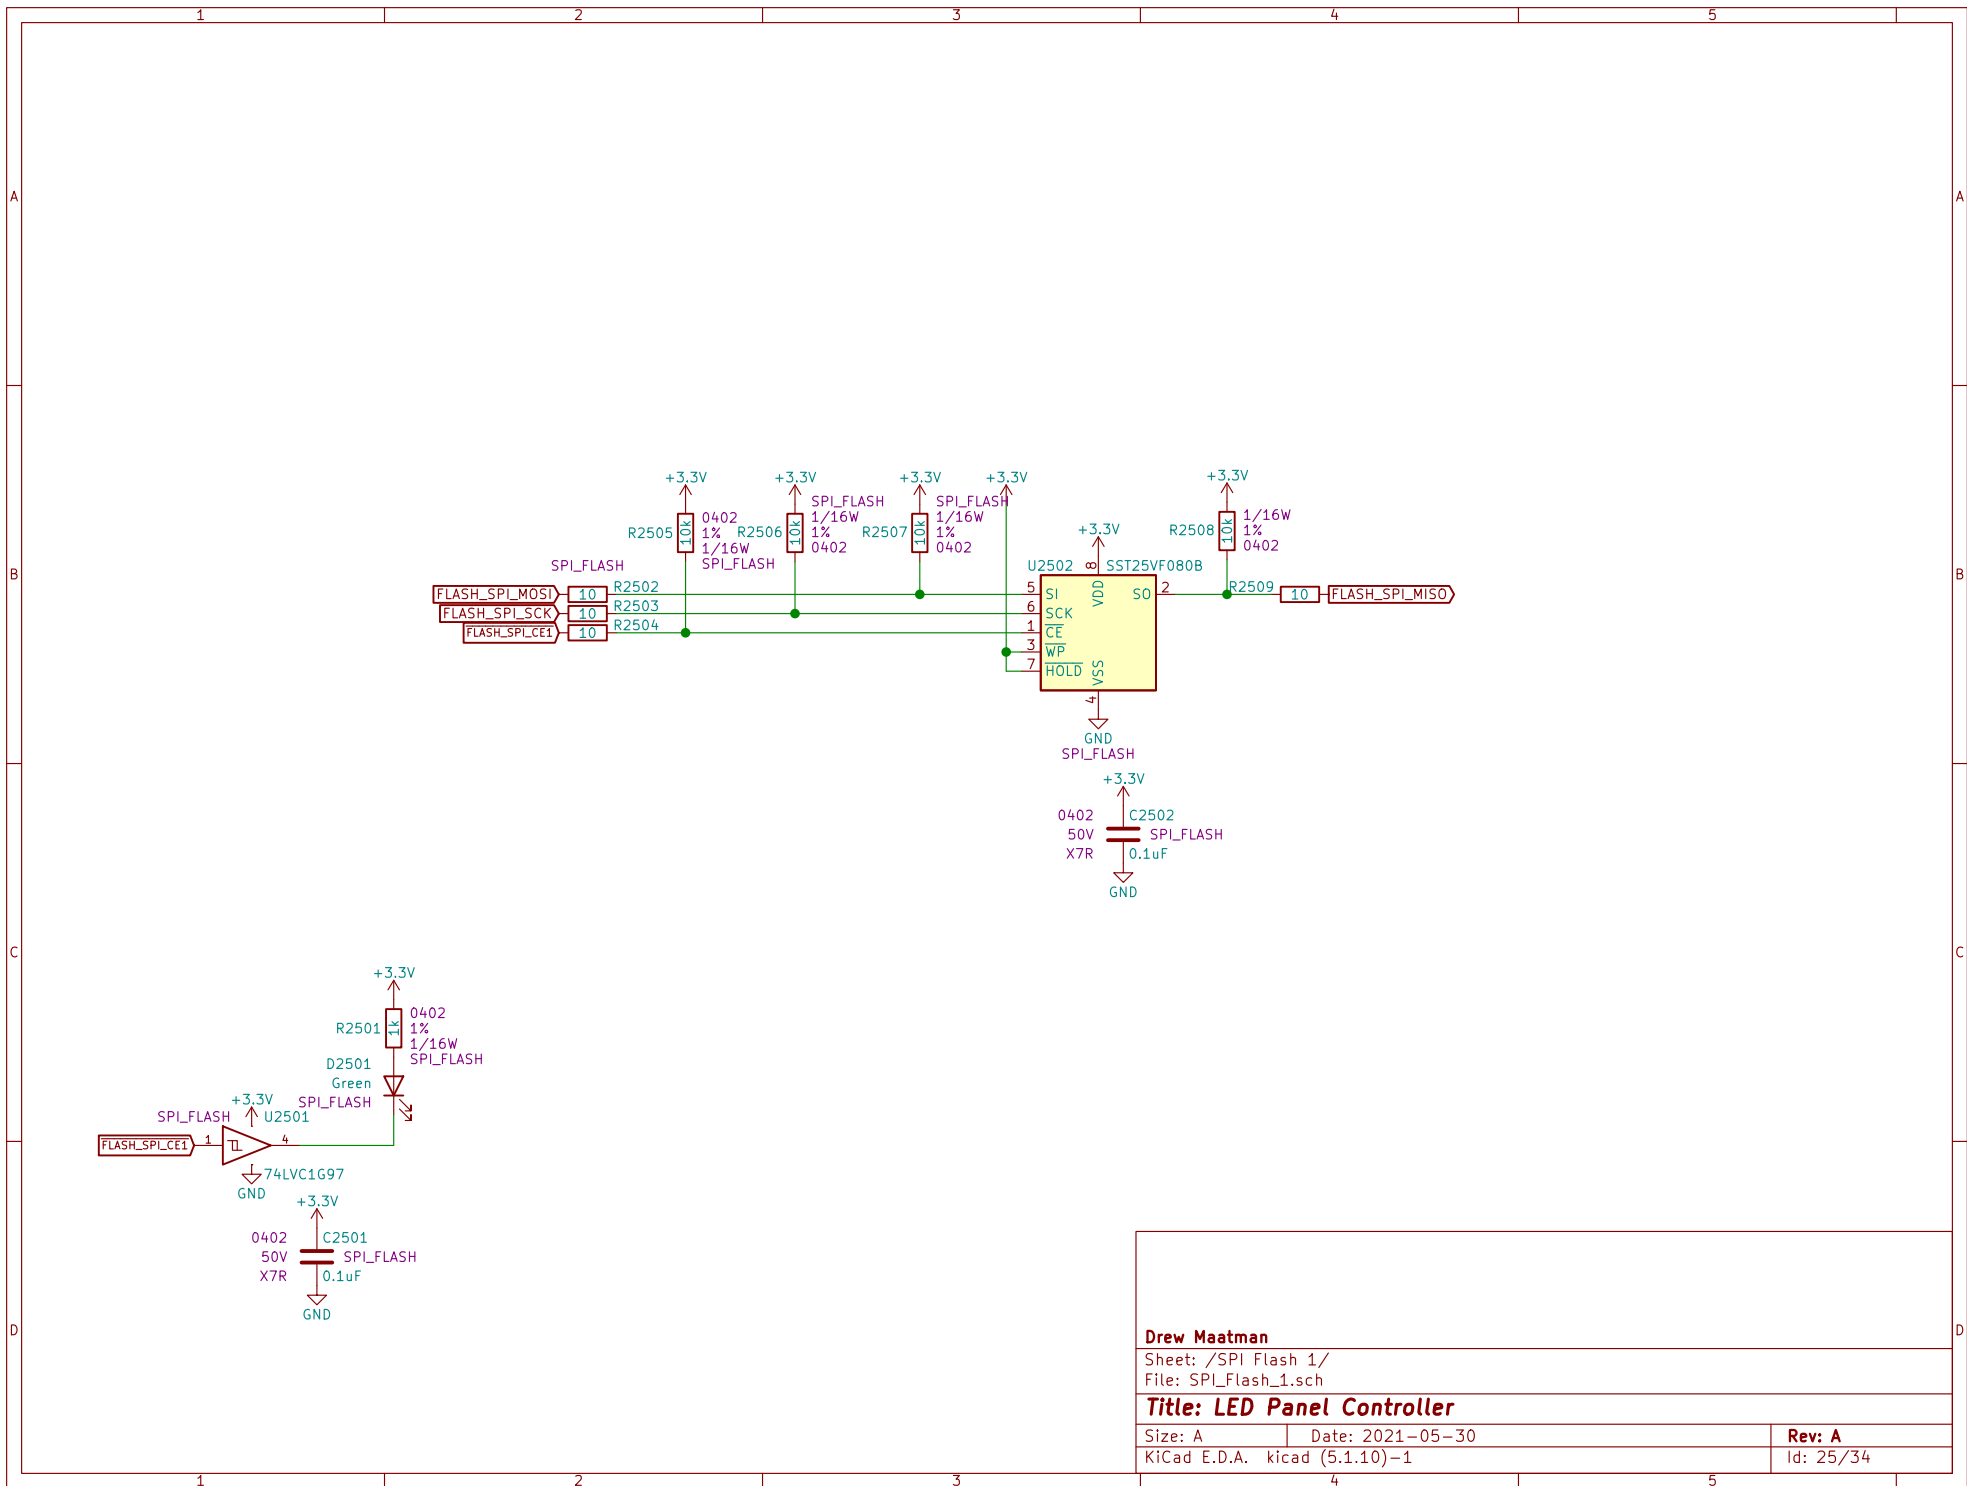 1 2 3 4 5
A A
+3.3V +3.3V +3.3V +3.3V +3.3V
SPI_FLASH SPI_FLASH
R2505 10k 0402
1%
1/16W
SPI_FLASH
R2506 10k 1/16W
1%
0402
R2507 10k 1/16W
1%
0402
R2508 10k 1/16W
1%
0402
+3.3V
SPI_FLASH
B B
U2502 SST25VF080B
8
VDD
FLASH_SPI_MOSI 10 R2502 5 SI
FLASH_SPI_SCK 10 R2503 6 SCK
FLASH_SPI_CE1 10 R2504 1 CE
3 WP
7 HOLD
SO 2 R2509 10 FLASH_SPI_MISO
VSS
4
GND
SPI_FLASH
+3.3V
0402 C2502
50V SPI_FLASH
X7R 0.1uF
GND
C C
+3.3V
R2501 1k 0402
1%
1/16W
SPI_FLASH
D2501
Green
SPI_FLASH
+3.3V
SPI_FLASH U2501
FLASH_SPI_CE1 1 4
74LVC1G97
GND
+3.3V
0402 C2501
50V SPI_FLASH
X7R 0.1uF
GND
D D
Drew Maatman
Sheet: /SPI Flash 1/
File: SPI_Flash_1.sch
Title: LED Panel Controller
Size: A Date: 2021-05-30 Rev: A
KiCad E.D.A. kicad (5.1.10)-1 Id: 25/34
1 2 3 4 5